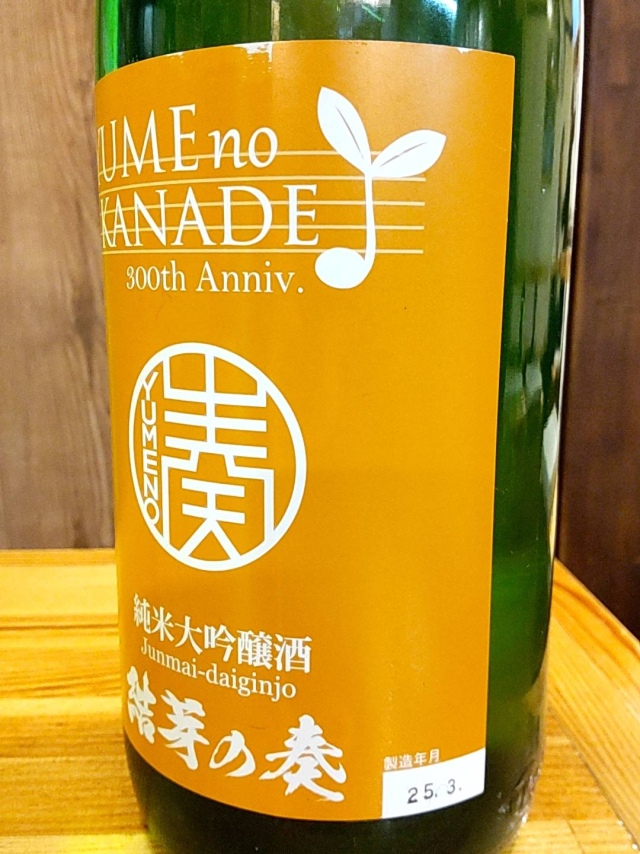 YUME no
KANADE
300th Anniv.
YUMENO
奏
純米大吟醸酒
Junmai-daiginjo
結芽の奏
製造年月
25. 3.